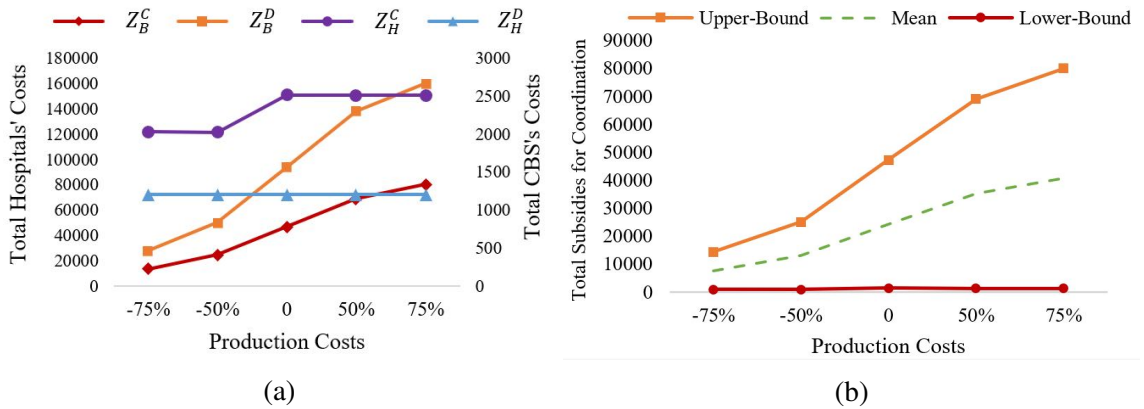 Z_B^C Z_B^D Z_H^C Z_H^D
Total Hospitals' Costs
180000
160000
140000
120000
100000
80000
60000
40000
20000
0
3000
2500
2000
1500
1000
500
0
Total CBS's Costs
-75% -50% 0 50% 75%
Production Costs
(a)
Upper-Bound Mean Lower-Bound
Total Subsidies for Coordination
90000
80000
70000
60000
50000
40000
30000
20000
10000
0
-75% -50% 0 50% 75%
Production Costs
(b)